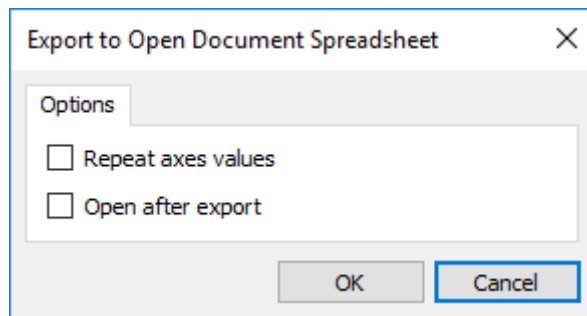 Export to Open Document Spreadsheet
Options
Repeat axes values
Open after export
OK Cancel